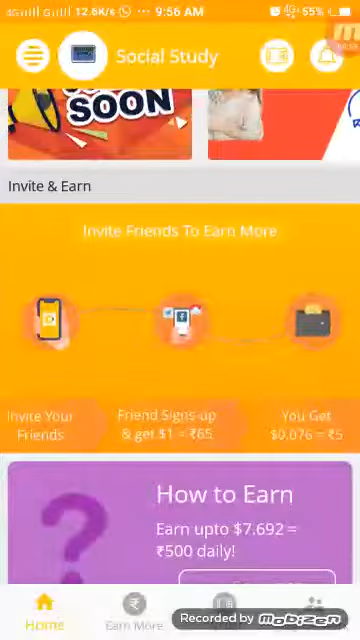 12.6K/s
9:56 AM
4G+
55%
Social Study
SOON
Invite & Earn
Invite Friends To Earn More
Invite Your
Friends
Friend Signs-up
& get $1 = ₹65
You Get
$0.076 = ₹5
How to Earn
Earn upto $7.692 =
₹500 daily!
Home
Earn More
Recorded by mobizen